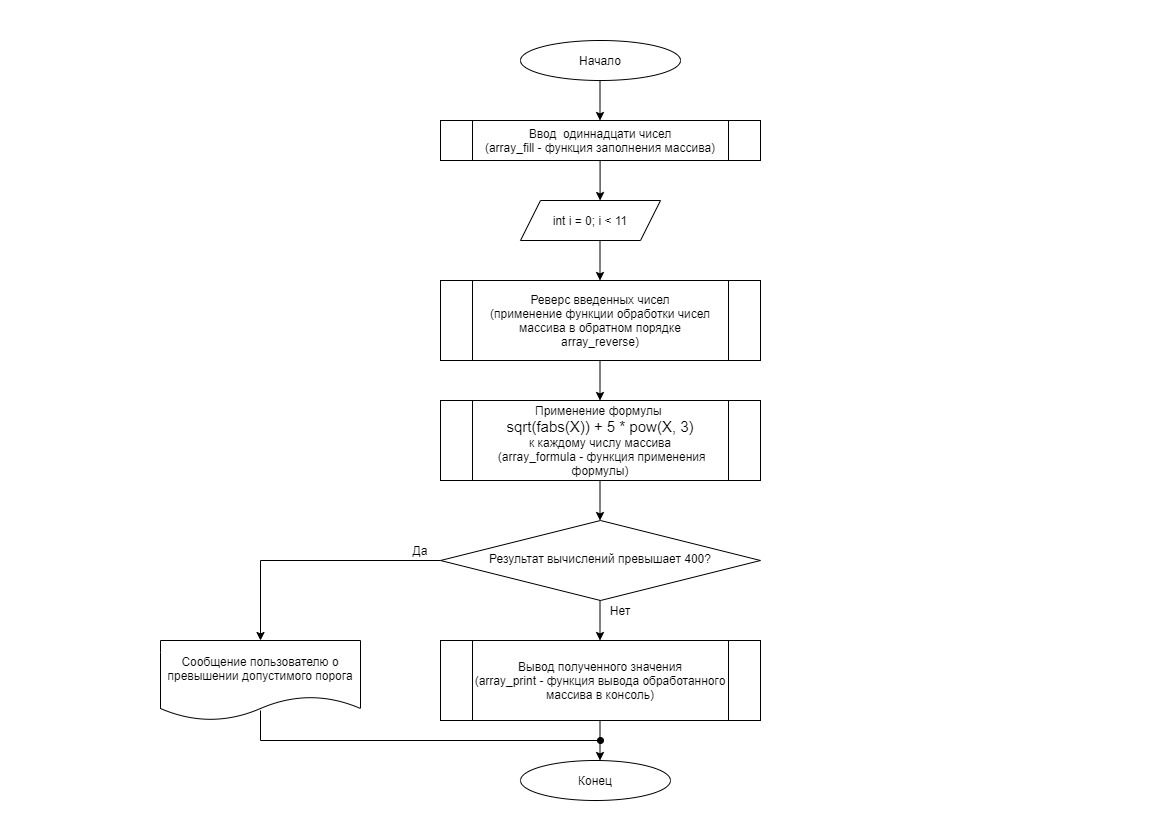 Начало
Ввод одиннадцати чисел
(array_fill - функция заполнения массива)
int i = 0; i < 11
Реверс введенных чисел
(применение функции обработки чисел
массива в обратном порядке
array_reverse)
Применение формулы
sqrt(fabs(X)) + 5 * pow(X, 3)
к каждому числу массива
(array_formula - функция применения
формулы)
Результат вычислений превышает 400?
Да
Нет
Сообщение пользователю о
превышении допустимого порога
Вывод полученного значения
(array_print - функция вывода обработанного
массива в консоль)
Конец